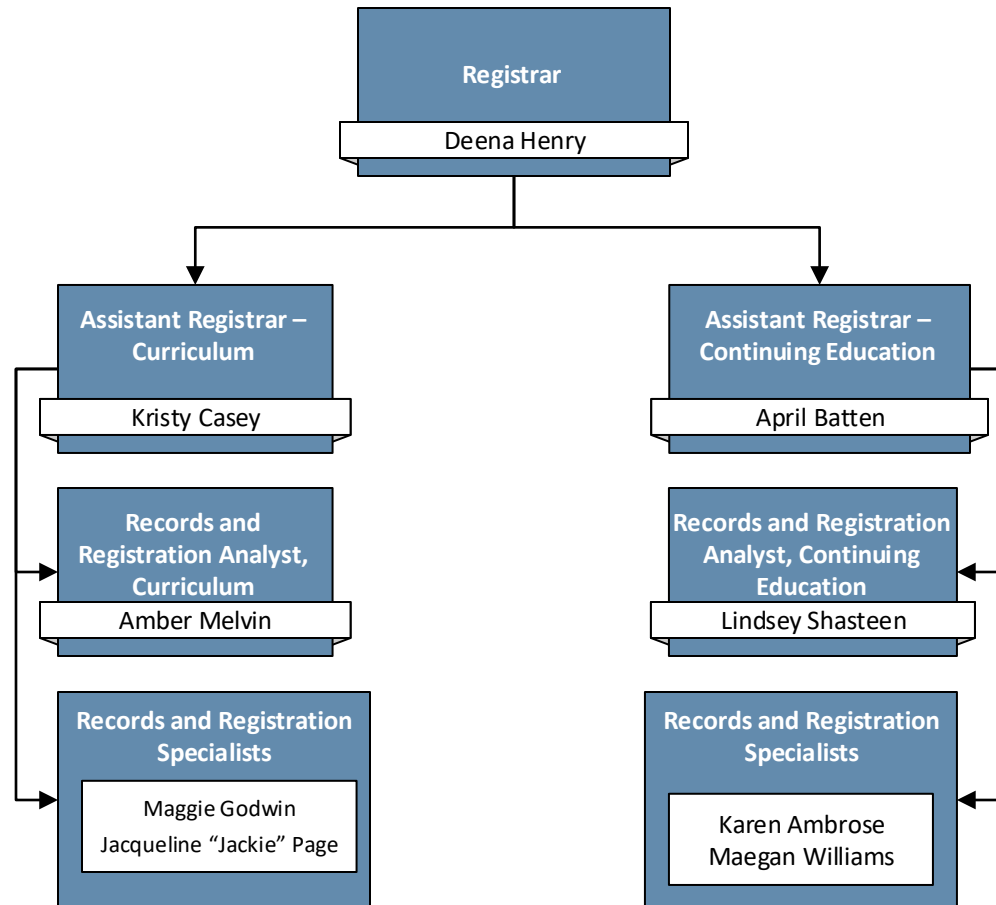 Registrar
Deena Henry
Assistant Registrar –
Curriculum
Kristy Casey
Assistant Registrar –
Continuing Education
April Batten
Records and
Registration Analyst,
Curriculum
Amber Melvin
Records and Registration
Analyst, Continuing
Education
Lindsey Shasteen
Records and Registration
Specialists
Maggie Godwin
Jacqueline “Jackie” Page
Records and Registration
Specialists
Karen Ambrose
Maegan Williams